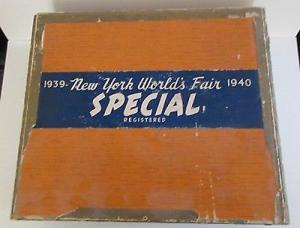 1939- New York World's Fair 1940
SPECIAL
REGISTERED